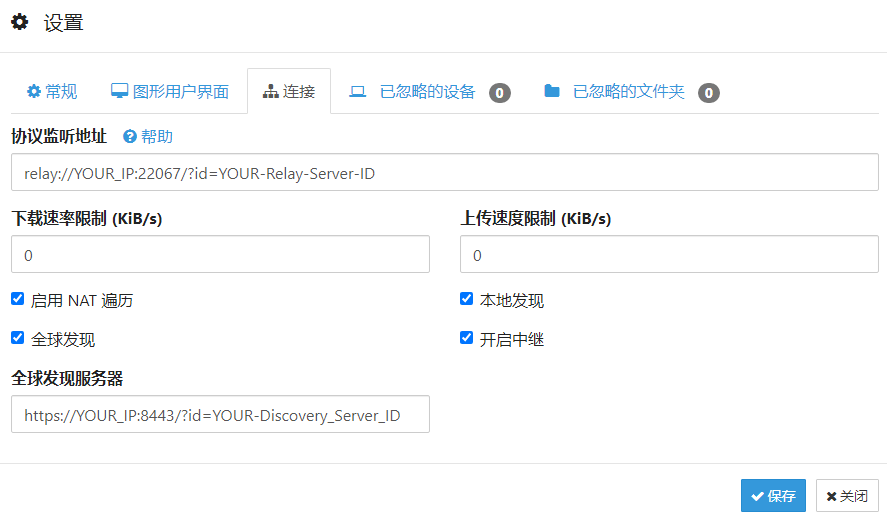 设置
常规 图形用户界面 连接 已忽略的设备 0 已忽略的文件夹 0
协议监听地址 帮助
relay://YOUR_IP:22067/?id=YOUR-Relay-Server-ID
下载速率限制 (KiB/s) 上传速度限制 (KiB/s)
0 0
启用 NAT 遍历 本地发现
全球发现 开启中继
全球发现服务器
https://YOUR_IP:8443/?id=YOUR-Discovery_Server_ID
保存 关闭